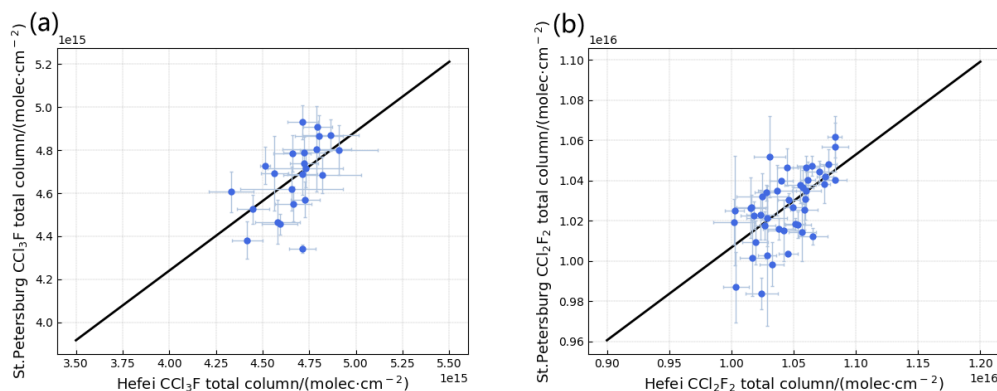 (a)
1e15
St.Petersburg CCl₃F total column/(molec·cm⁻²)
5.2
5.0
4.8
4.6
4.4
4.2
4.0
3.50 3.75 4.00 4.25 4.50 4.75 5.00 5.25 5.50
1e15
Hefei CCl₃F total column/(molec·cm⁻²)
(b)
1e16
St.Petersburg CCl₂F₂ total column/(molec·cm⁻²)
1.10
1.08
1.06
1.04
1.02
1.00
0.98
0.96
0.90 0.95 1.00 1.05 1.10 1.15 1.20
1e16
Hefei CCl₂F₂ total column/(molec·cm⁻²)